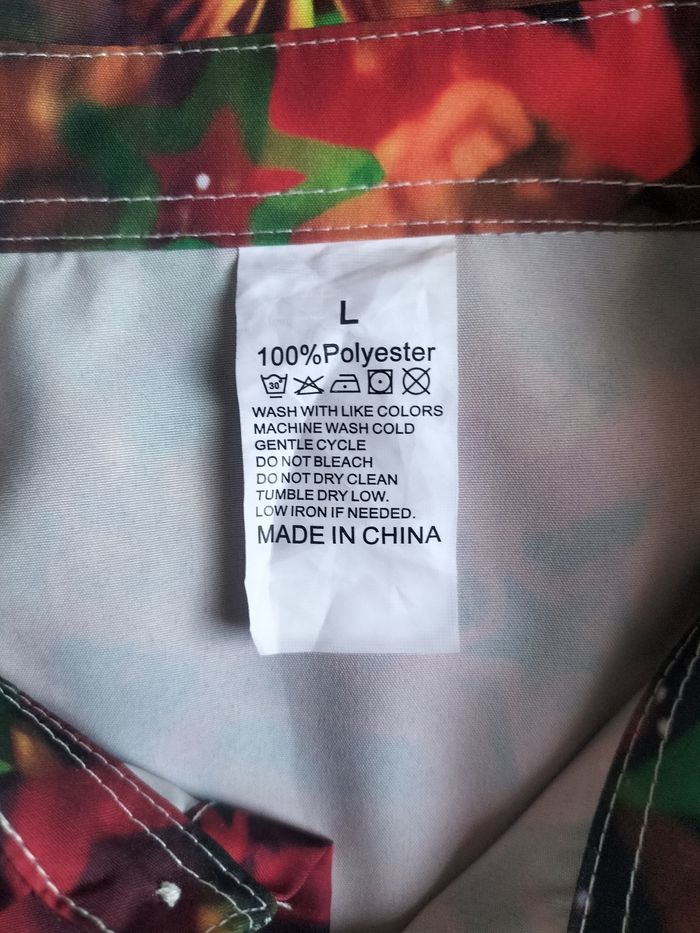 L
100%Polyester
30°
WASH WITH LIKE COLORS
MACHINE WASH COLD
GENTLE CYCLE
DO NOT BLEACH
DO NOT DRY CLEAN
TUMBLE DRY LOW.
LOW IRON IF NEEDED.
MADE IN CHINA